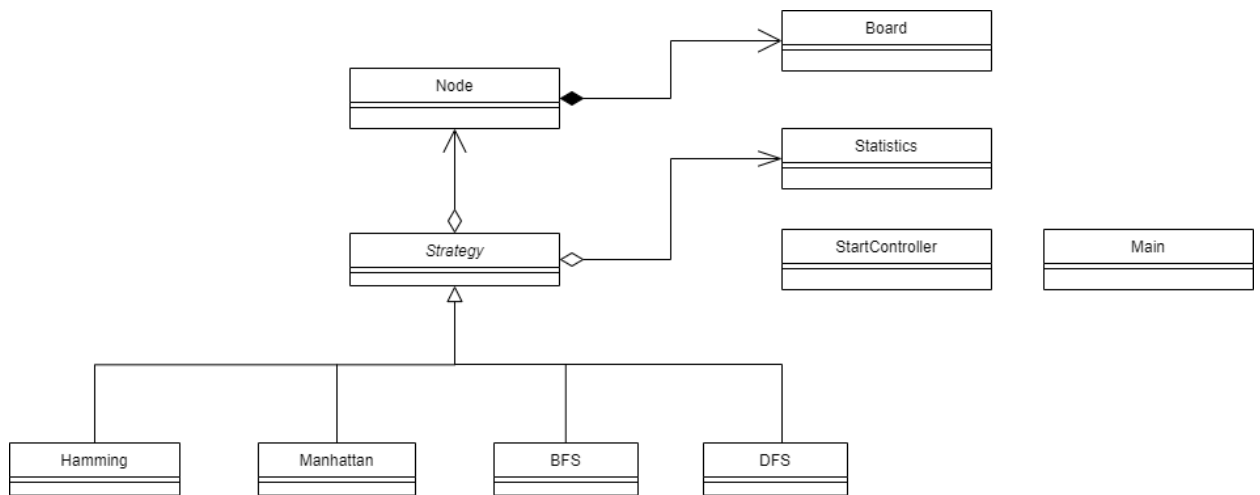 Board
Node
Statistics
Strategy
StartController
Main
Hamming
Manhattan
BFS
DFS